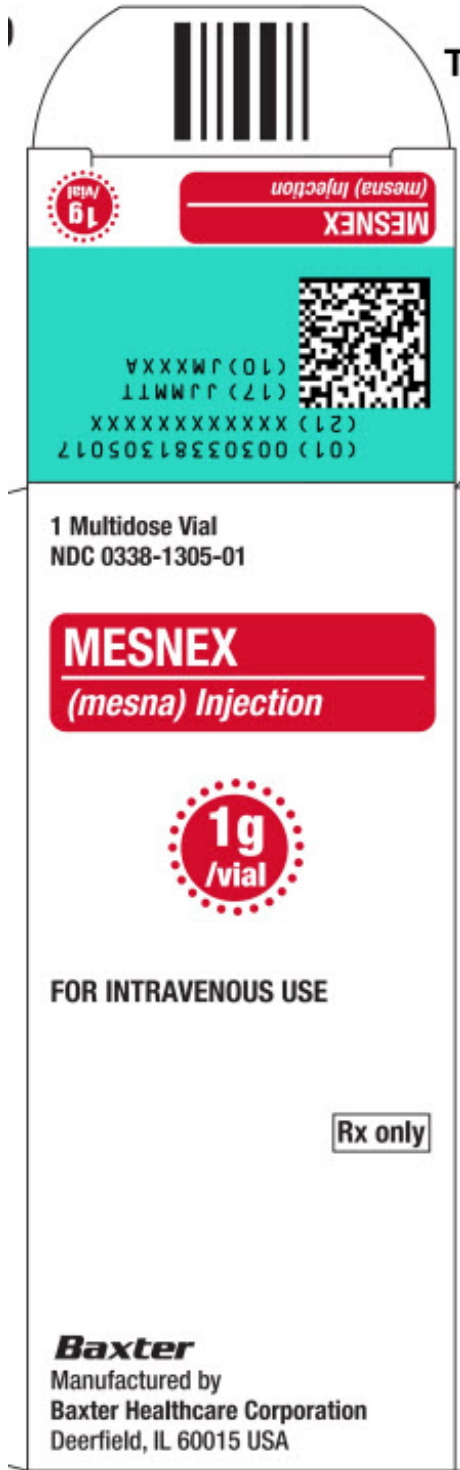 MESNEX
(mesna) Injection
1g
/vial
(01) 00303381305017
(21) XXXXXXXXXXXX
(17) JJMMTT
(10) JMXXXA
1 Multidose Vial
NDC 0338-1305-01
MESNEX
(mesna) Injection
1g
/vial
FOR INTRAVENOUS USE
Rx only
Baxter
Manufactured by
Baxter Healthcare Corporation
Deerfield, IL 60015 USA